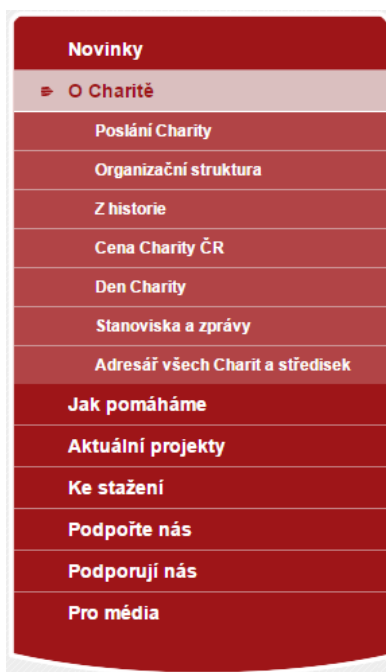 Novinky
O Charitě
Poslání Charity
Organizační struktura
Z historie
Cena Charity ČR
Den Charity
Stanoviska a zprávy
Adresář všech Charit a středisek
Jak pomáháme
Aktuální projekty
Ke stažení
Podpořte nás
Podporují nás
Pro média